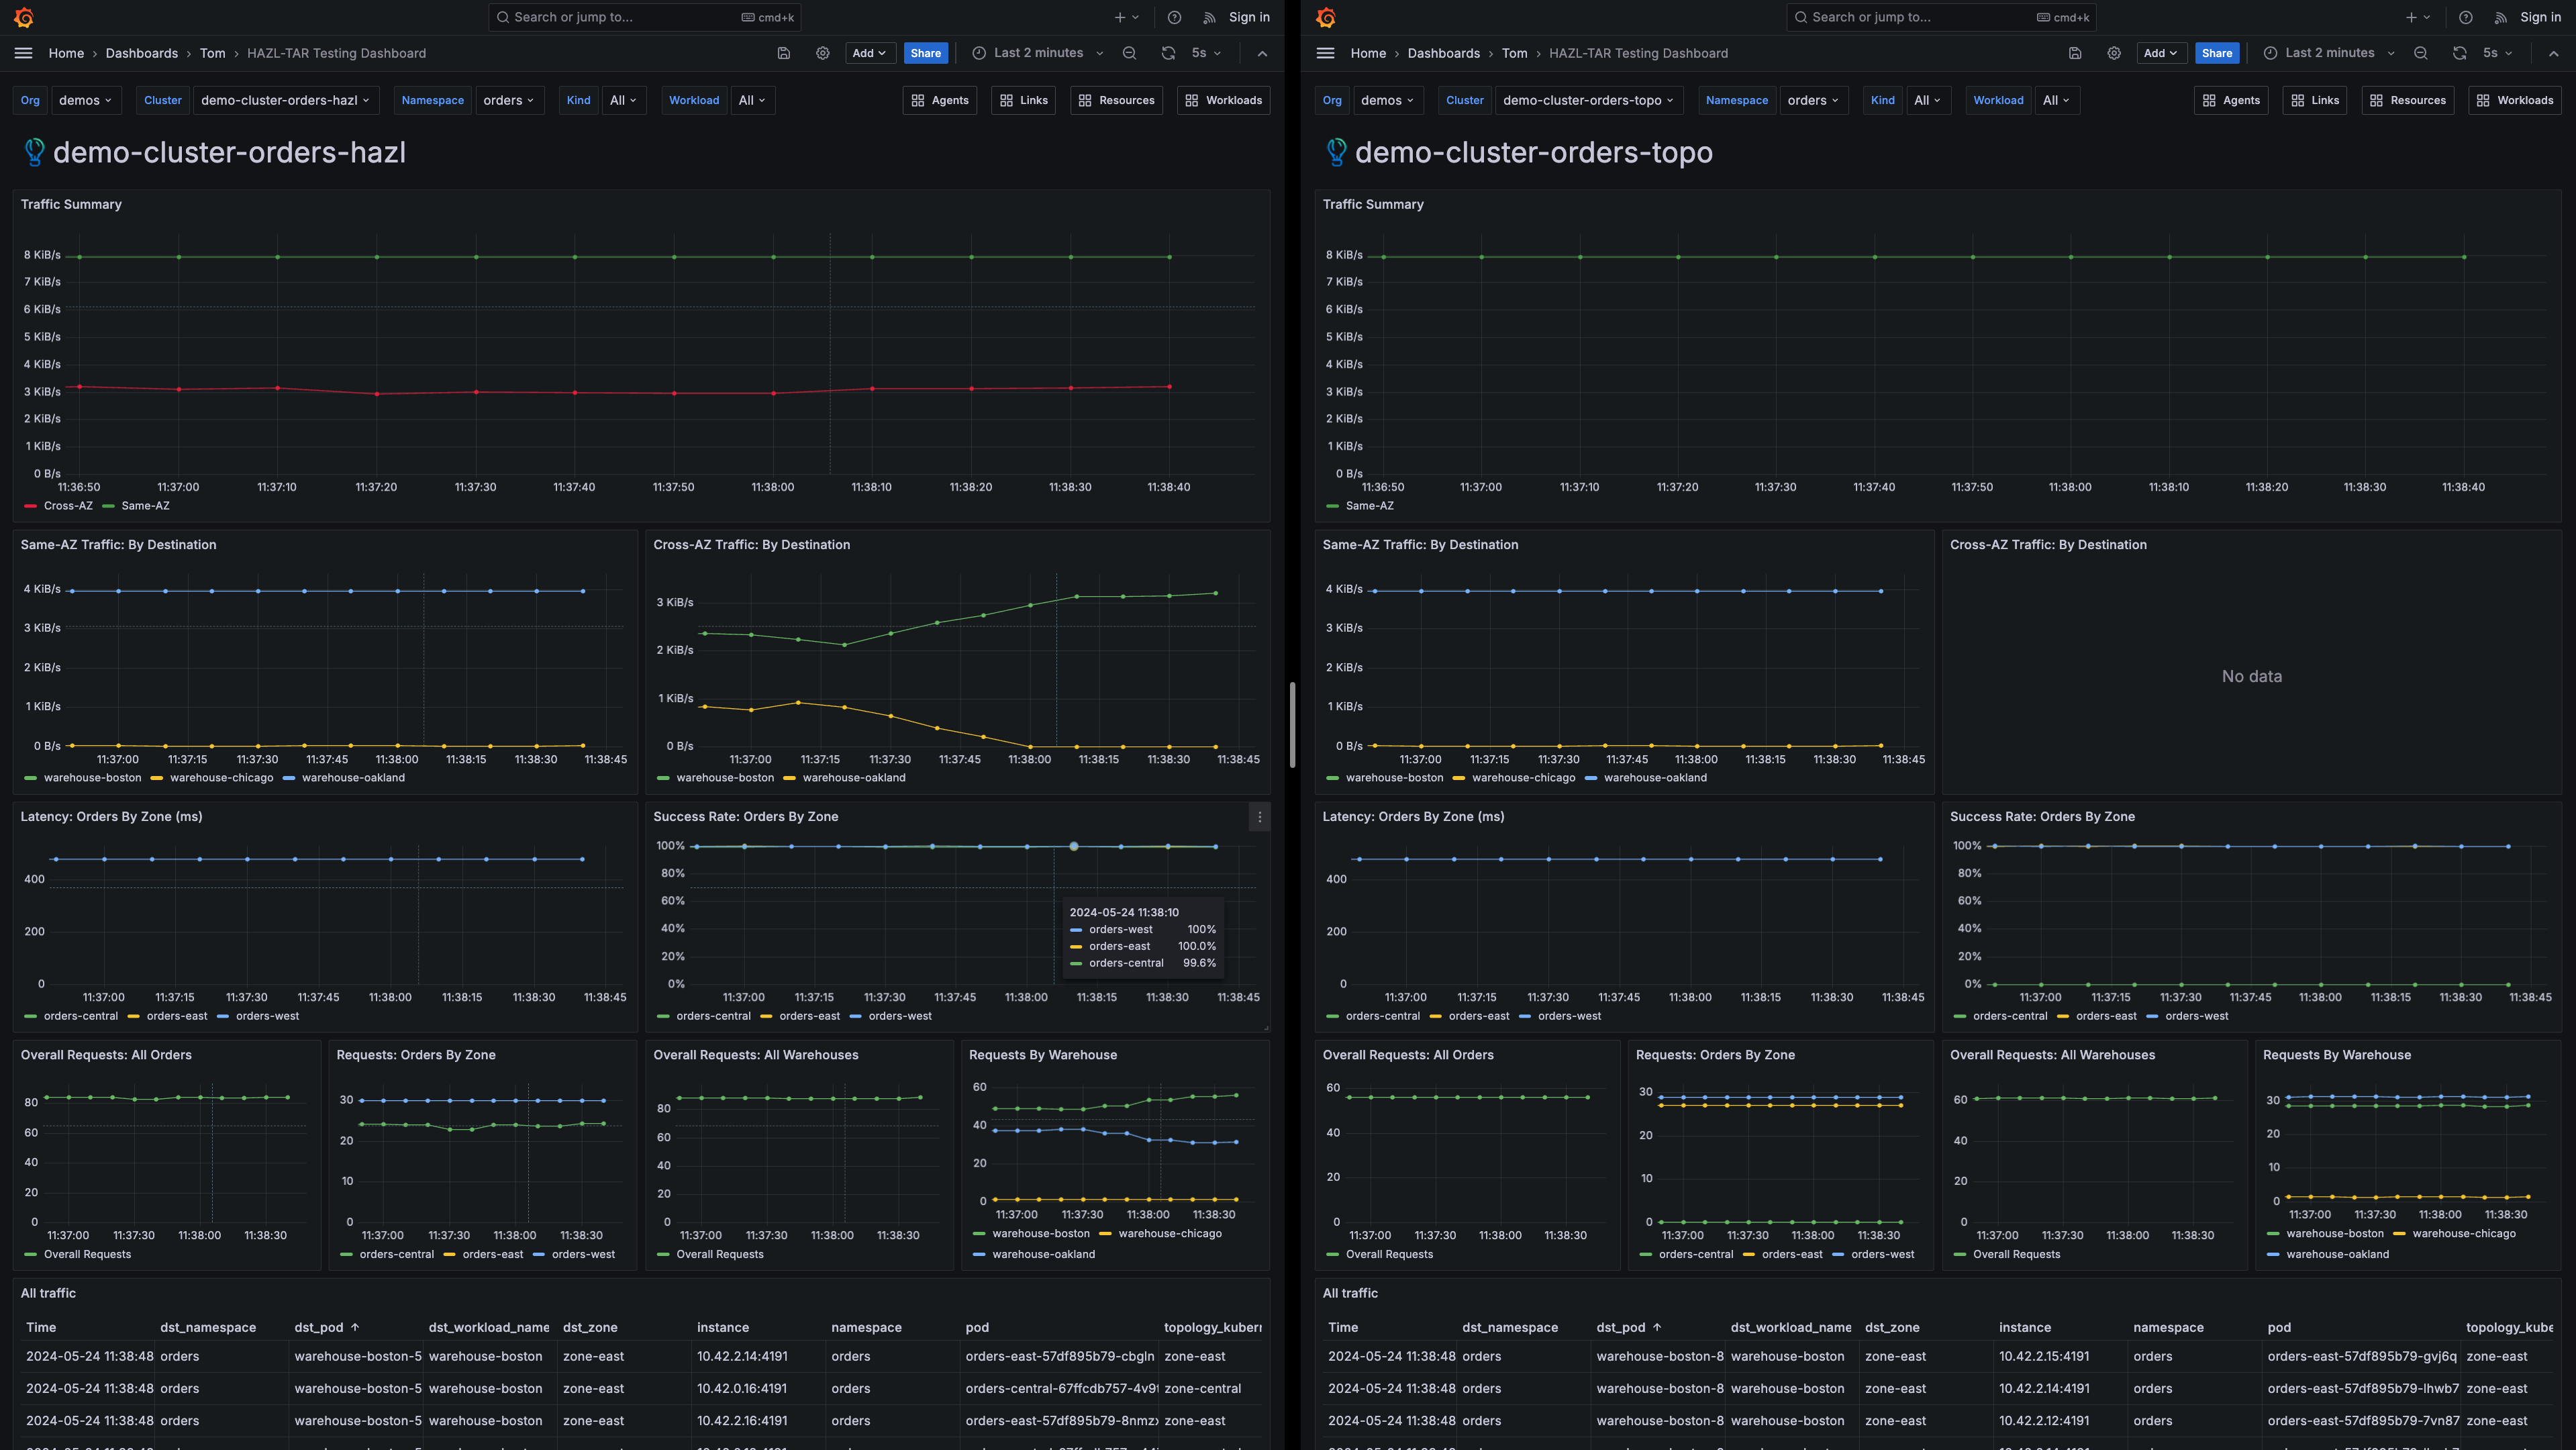 Search or jump to... cmd+k Sign in
Home › Dashboards › Tom › HAZL-TAR Testing Dashboard Add Share Last 2 minutes 5s
Org demos Cluster demo-cluster-orders-hazl Namespace orders Kind All Workload All Agents Links Resources Workloads
demo-cluster-orders-hazl
Traffic Summary
8 KiB/s
7 KiB/s
6 KiB/s
5 KiB/s
4 KiB/s
3 KiB/s
2 KiB/s
1 KiB/s
0 B/s
11:36:50 11:37:00 11:37:10 11:37:20 11:37:30 11:37:40 11:37:50 11:38:00 11:38:10 11:38:20 11:38:30 11:38:40
Cross-AZ Same-AZ
Same-AZ Traffic: By Destination
4 KiB/s
3 KiB/s
2 KiB/s
1 KiB/s
0 B/s
11:37:00 11:37:15 11:37:30 11:37:45 11:38:00 11:38:15 11:38:30 11:38:45
warehouse-boston warehouse-chicago warehouse-oakland
Cross-AZ Traffic: By Destination
3 KiB/s
2 KiB/s
1 KiB/s
0 B/s
11:37:00 11:37:15 11:37:30 11:37:45 11:38:00 11:38:15 11:38:30 11:38:45
warehouse-boston warehouse-oakland
Latency: Orders By Zone (ms)
400
200
0
11:37:00 11:37:15 11:37:30 11:37:45 11:38:00 11:38:15 11:38:30 11:38:45
orders-central orders-east orders-west
Success Rate: Orders By Zone
100%
80%
60%
40%
20%
0%
2024-05-24 11:38:10
orders-west 100%
orders-east 100.0%
orders-central 99.6%
11:37:00 11:37:15 11:37:30 11:37:45 11:38:00 11:38:15 11:38:30 11:38:45
orders-central orders-east orders-west
Overall Requests: All Orders
80
60
40
20
0
11:37:00 11:37:30 11:38:00 11:38:30
Overall Requests
Requests: Orders By Zone
30
20
10
0
11:37:00 11:37:30 11:38:00 11:38:30
orders-central orders-east orders-west
Overall Requests: All Warehouses
80
60
40
20
0
11:37:00 11:37:30 11:38:00 11:38:30
Overall Requests
Requests By Warehouse
60
40
20
0
11:37:00 11:37:30 11:38:00 11:38:30
warehouse-boston warehouse-chicago
warehouse-oakland
All traffic
Time dst_namespace dst_pod ↑ dst_workload_name dst_zone instance namespace pod topology_kuber
2024-05-24 11:38:48 orders warehouse-boston-5 warehouse-boston zone-east 10.42.2.14:4191 orders orders-east-57df895b79-cbgln zone-east
2024-05-24 11:38:48 orders warehouse-boston-5 warehouse-boston zone-east 10.42.0.16:4191 orders orders-central-67ffcdb757-4v9 zone-central
2024-05-24 11:38:48 orders warehouse-boston-5 warehouse-boston zone-east 10.42.2.16:4191 orders orders-east-57df895b79-8nmz zone-east
Search or jump to... cmd+k Sign in
Home › Dashboards › Tom › HAZL-TAR Testing Dashboard Add Share Last 2 minutes 5s
Org demos Cluster demo-cluster-orders-topo Namespace orders Kind All Workload All Agents Links Resources Workloads
demo-cluster-orders-topo
Traffic Summary
8 KiB/s
7 KiB/s
6 KiB/s
5 KiB/s
4 KiB/s
3 KiB/s
2 KiB/s
1 KiB/s
0 B/s
11:36:50 11:37:00 11:37:10 11:37:20 11:37:30 11:37:40 11:37:50 11:38:00 11:38:10 11:38:20 11:38:30 11:38:40
Same-AZ
Same-AZ Traffic: By Destination
4 KiB/s
3 KiB/s
2 KiB/s
1 KiB/s
0 B/s
11:37:00 11:37:15 11:37:30 11:37:45 11:38:00 11:38:15 11:38:30 11:38:45
warehouse-boston warehouse-chicago warehouse-oakland
Cross-AZ Traffic: By Destination
No data
Latency: Orders By Zone (ms)
400
200
0
11:37:00 11:37:15 11:37:30 11:37:45 11:38:00 11:38:15 11:38:30 11:38:45
orders-central orders-east orders-west
Success Rate: Orders By Zone
100%
80%
60%
40%
20%
0%
11:37:00 11:37:15 11:37:30 11:37:45 11:38:00 11:38:15 11:38:30 11:38:45
orders-central orders-east orders-west
Overall Requests: All Orders
60
40
20
0
11:37:00 11:37:30 11:38:00 11:38:30
Overall Requests
Requests: Orders By Zone
30
20
10
0
11:37:00 11:37:30 11:38:00 11:38:30
orders-central orders-east orders-west
Overall Requests: All Warehouses
60
40
20
0
11:37:00 11:37:30 11:38:00 11:38:30
Overall Requests
Requests By Warehouse
30
20
10
0
11:37:00 11:37:30 11:38:00 11:38:30
warehouse-boston warehouse-chicago
warehouse-oakland
All traffic
Time dst_namespace dst_pod ↑ dst_workload_name dst_zone instance namespace pod topology_kube
2024-05-24 11:38:48 orders warehouse-boston-8 warehouse-boston zone-east 10.42.2.15:4191 orders orders-east-57df895b79-gvj6q zone-east
2024-05-24 11:38:48 orders warehouse-boston-8 warehouse-boston zone-east 10.42.2.14:4191 orders orders-east-57df895b79-lhwb7 zone-east
2024-05-24 11:38:48 orders warehouse-boston-8 warehouse-boston zone-east 10.42.2.12:4191 orders orders-east-57df895b79-7vn87 zone-east